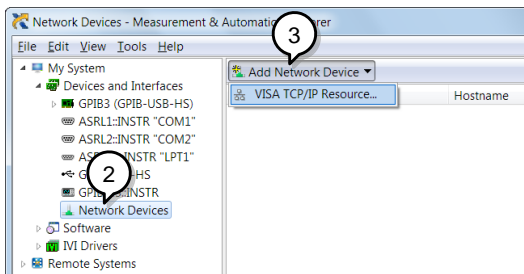 Network Devices - Measurement & Automation Explorer
File Edit View Tools Help
3
My System
Add Network Device
Devices and Interfaces
VISA TCP/IP Resource...
Hostname
GPIB3 (GPIB-USB-HS)
ASRL1::INSTR "COM1"
ASRL2::INSTR "COM2"
INSTR "LPT1"
2
HS
INSTR
Network Devices
Software
IVI Drivers
Remote Systems